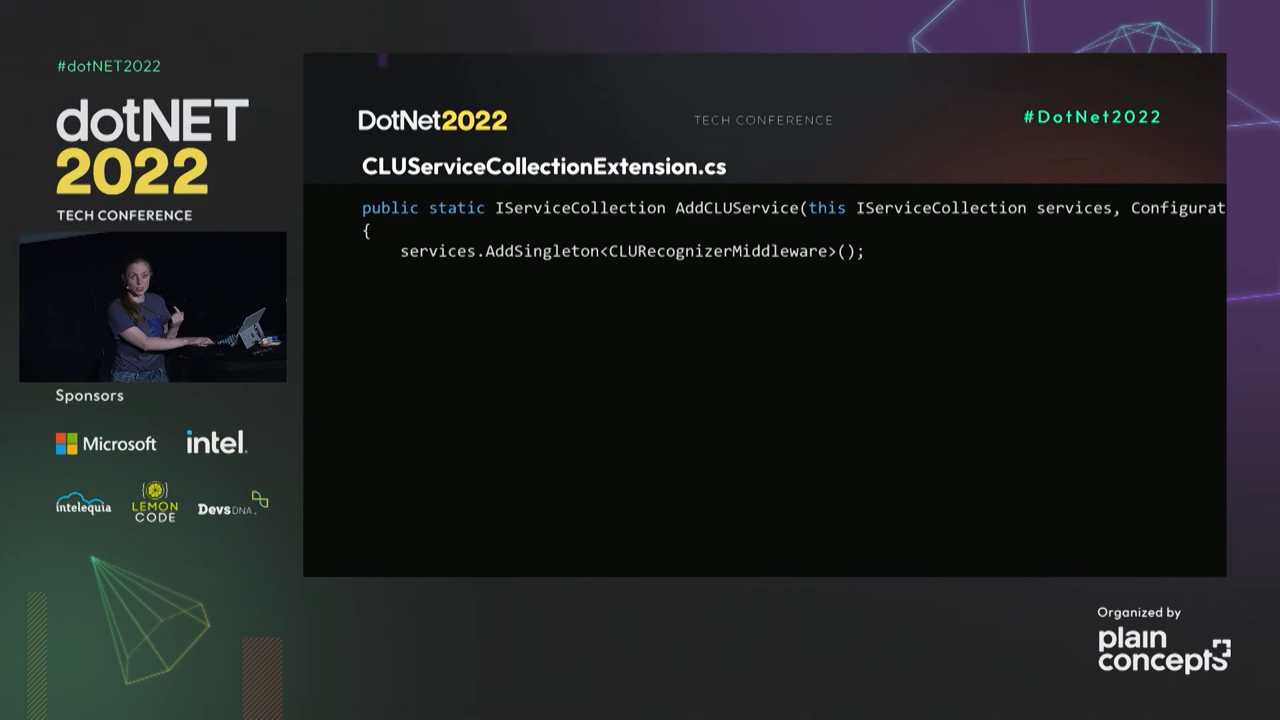 #dotNET2022
dotNET
2022
TECH CONFERENCE
Sponsors
Microsoft
intel.
intelequia
LEMON
CODE
DevsDNA.
DotNet2022
TECH CONFERENCE
#DotNet2022
CLUServiceCollectionExtension.cs
public static IServiceCollection AddCLUService(this IServiceCollection services, Configurat
{
services.AddSingleton<CLURecognizerMiddleware>();
Organized by
plain
concepts